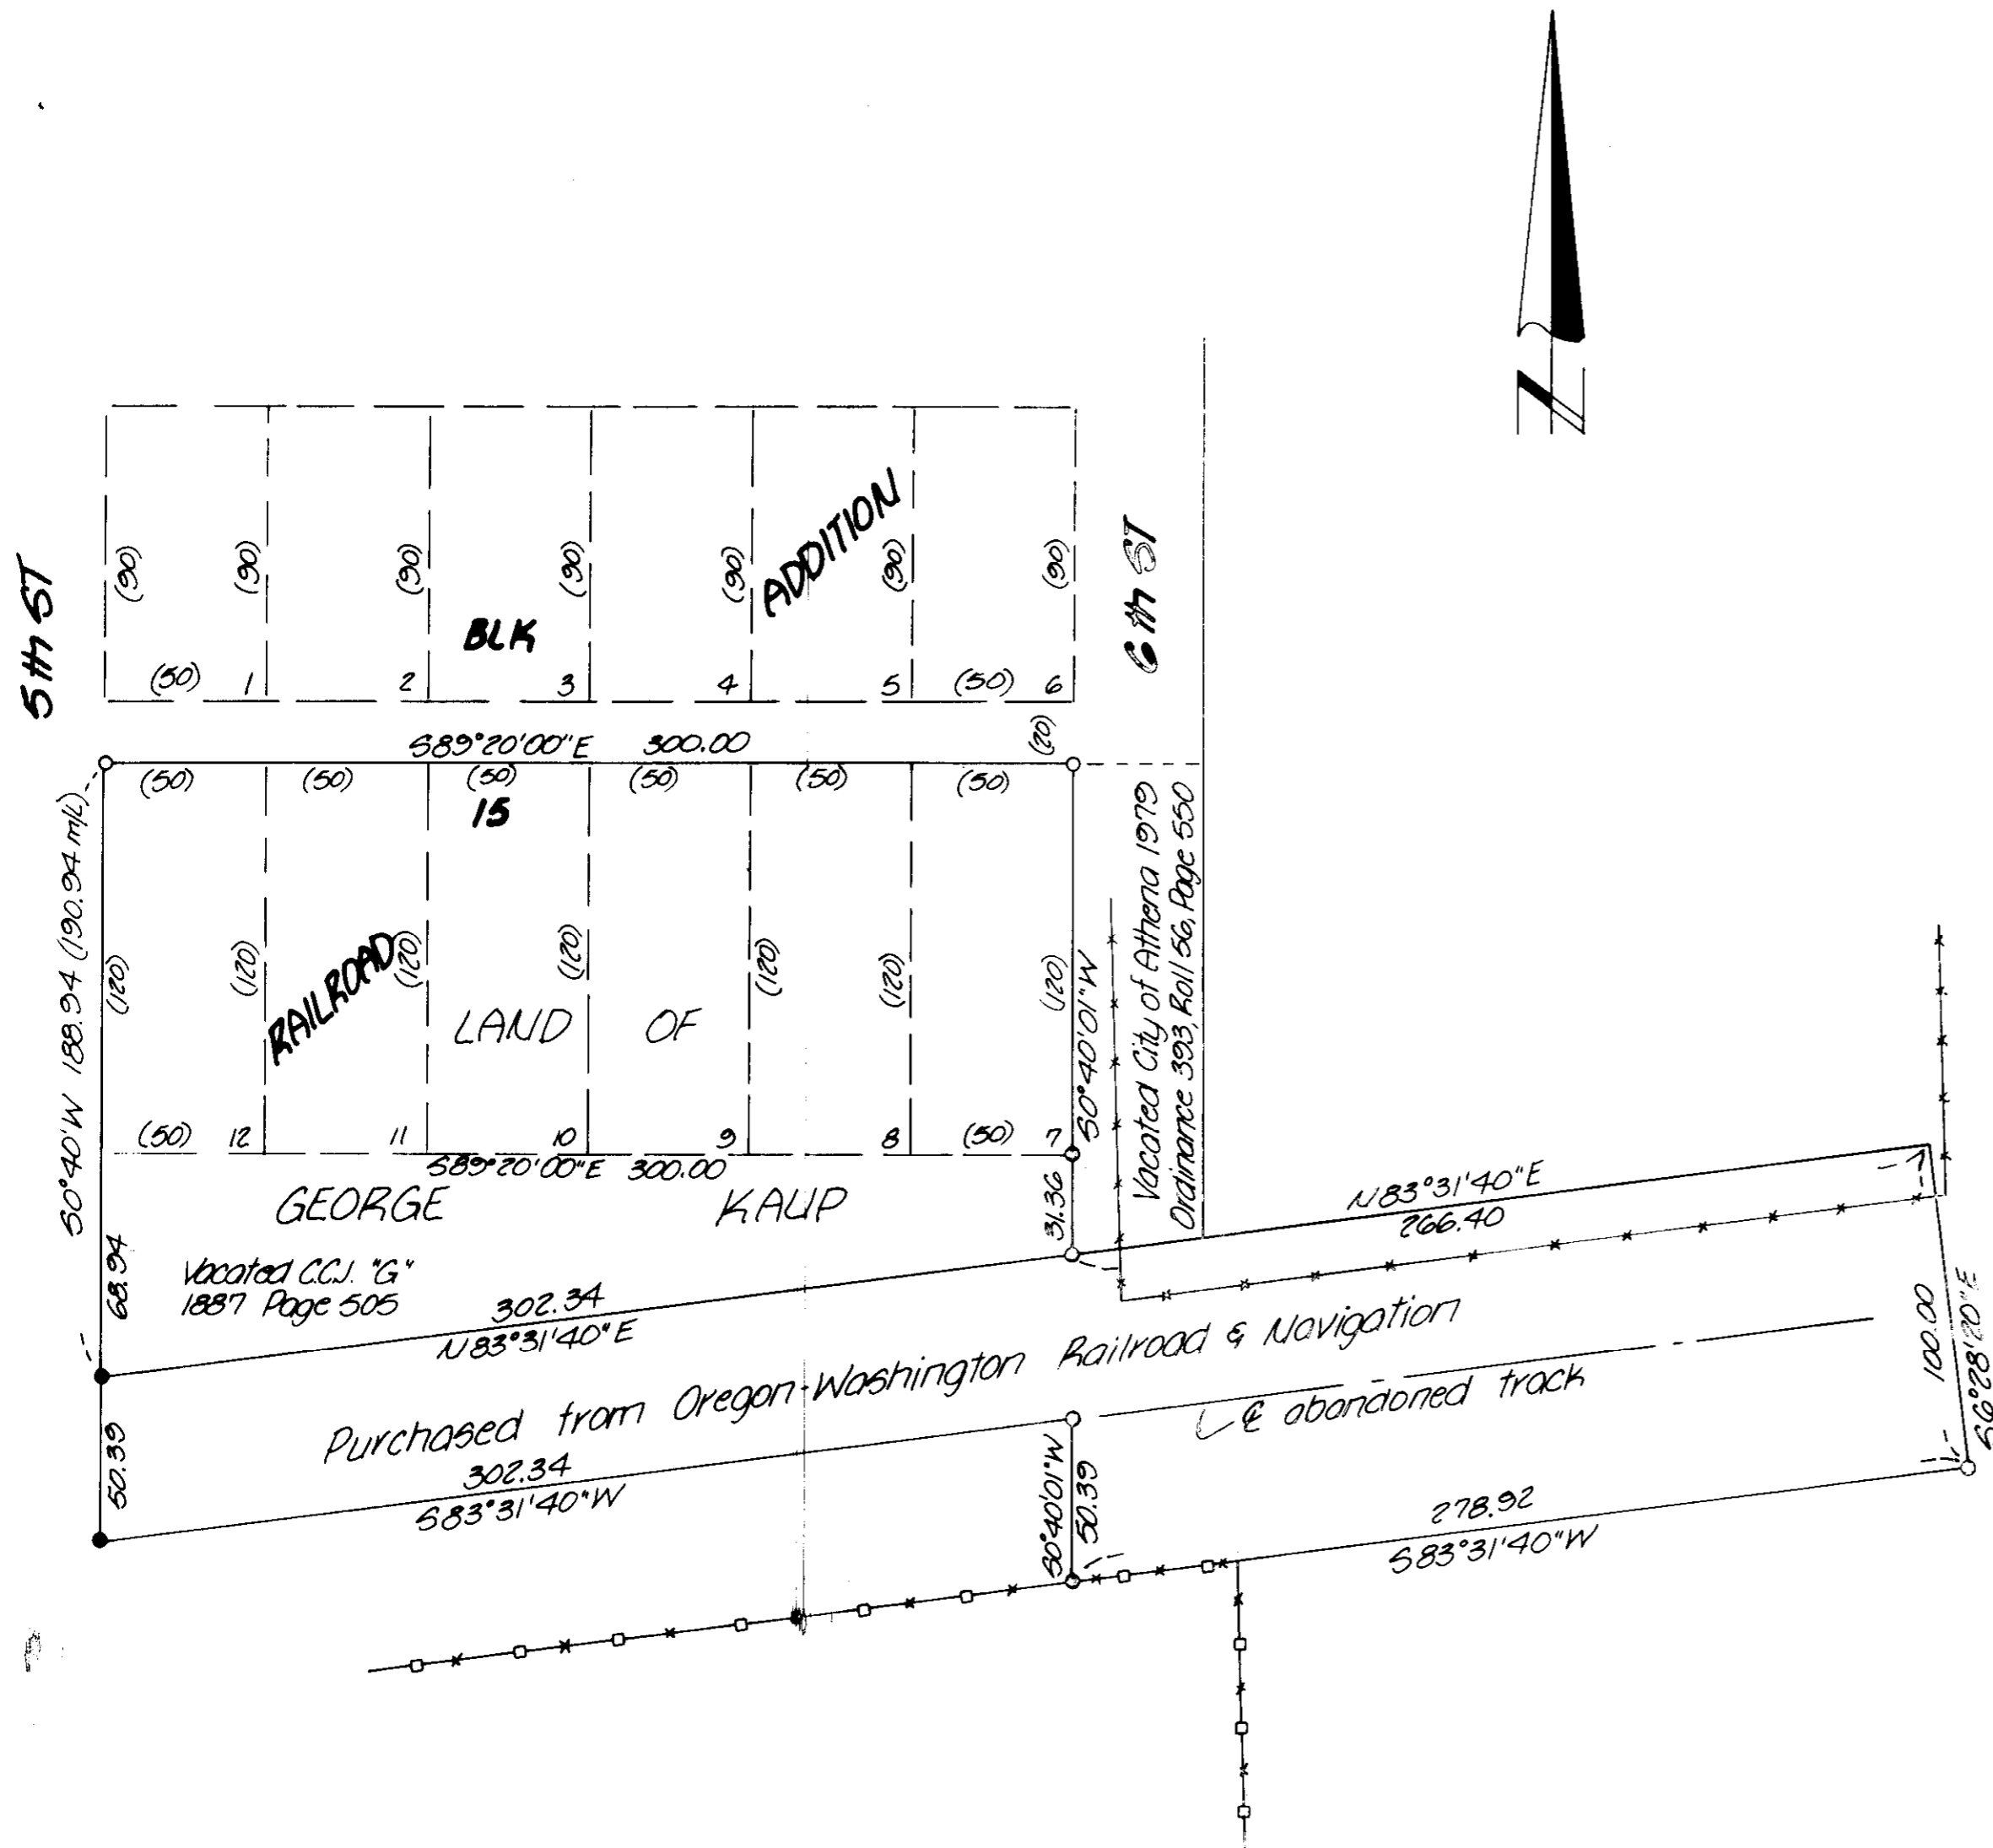 N
5th ST
6th ST
(90) (90) (90) (90) (90) (90) (90)
ADDITION
BLK
(50) 1 2 3 4 5 (50) 6
S89°20'00"E 300.00
(20)
(50) (50) (50) (50) (50) (50)
15
S0°40'W 188.94 (190.94 m/L)
(120) (120) (120) (120) (120) (120) (120)
RAILROAD
LAND OF
S0°40'01"W
Vacated City of Athena 1979
Ordinance 393, Roll 56, Page 550
(50) 12 11 10 9 8 (50) 7
S89°20'00"E 300.00
GEORGE KAUP
31.36
N83°31'40"E
266.40
68.94
Vacated C.C.J. "G"
1887 Page 505
302.34
N83°31'40"E
100.00
S6°28'20"E
Purchased from Oregon-Washington Railroad & Navigation
℄ abandoned track
50.39
302.34
S83°31'40"W
S0°40'01"W
50.39
278.92
S83°31'40"W